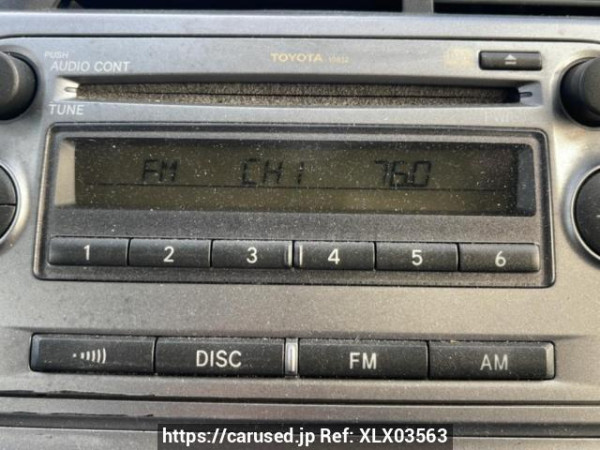 PUSH
AUDIO CONT
TOYOTA
TUNE
FM CH1 76.0
1 2 3 4 5 6
DISC FM AM
https://carused.jp Ref: XLX03563